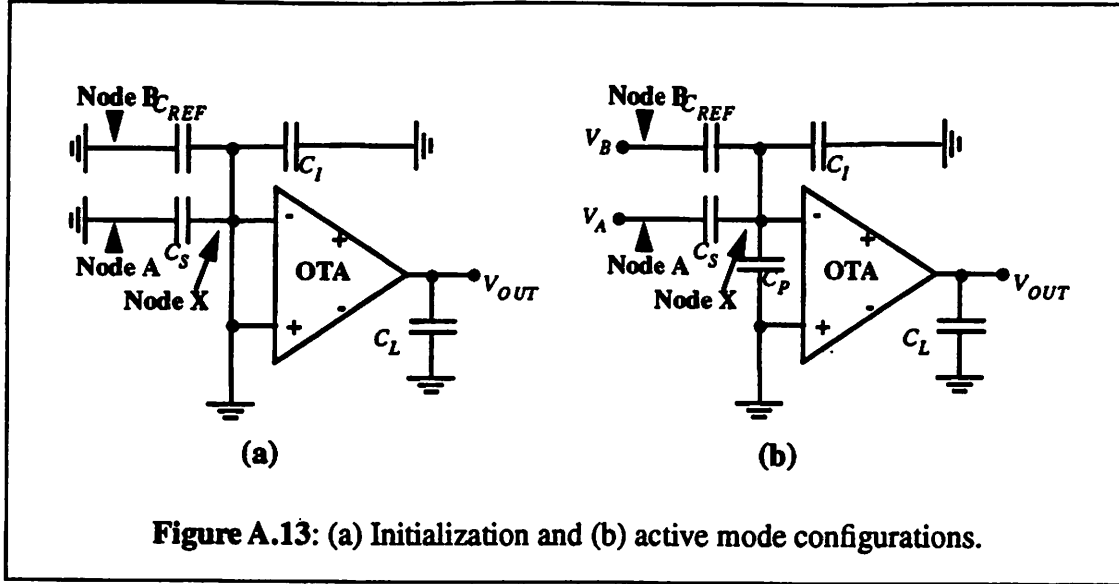 Node B C_REF
C_I
C_S
Node A
Node X
-
+
OTA
-
+
V_OUT
C_L
(a)
Node B C_REF
V_B
C_I
V_A
C_S
Node A
Node X
C_P
-
+
OTA
-
+
V_OUT
C_L
(b)
Figure A.13: (a) Initialization and (b) active mode configurations.